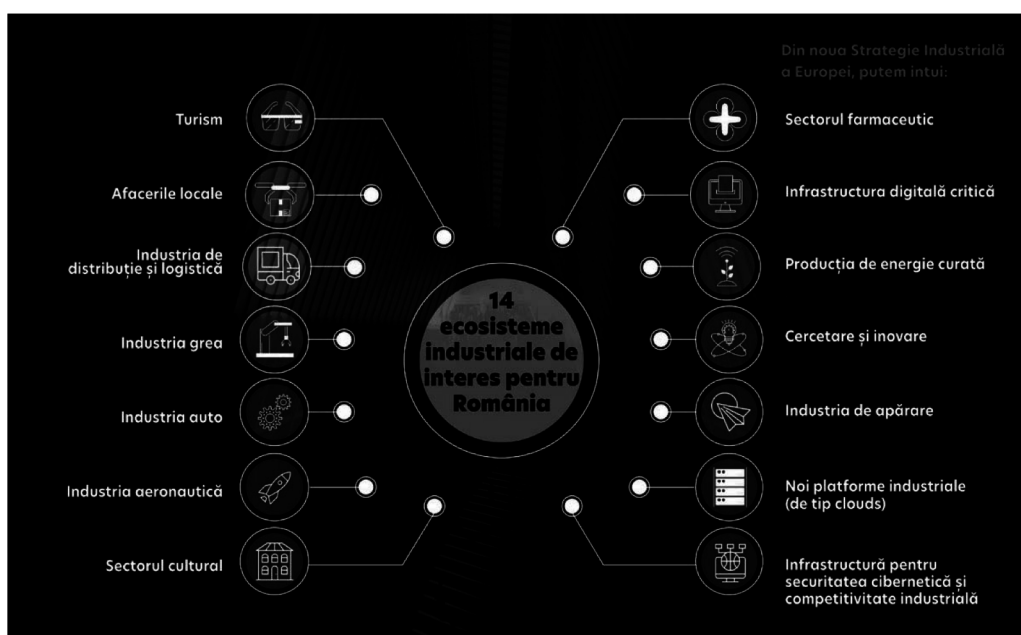 Din noua Strategie Industrială
a Europei, putem intui:
Turism
Afacerile locale
Industria de
distribuție și logistică
Industria grea
Industria auto
Industria aeronautică
Sectorul cultural
14
ecosisteme
industriale de
interes pentru
România
Sectorul farmaceutic
Infrastructura digitală critică
Producția de energie curată
Cercetare și inovare
Industria de apărare
Noi platforme industriale
(de tip clouds)
Infrastructură pentru
securitatea cibernetică și
competitivitate industrială